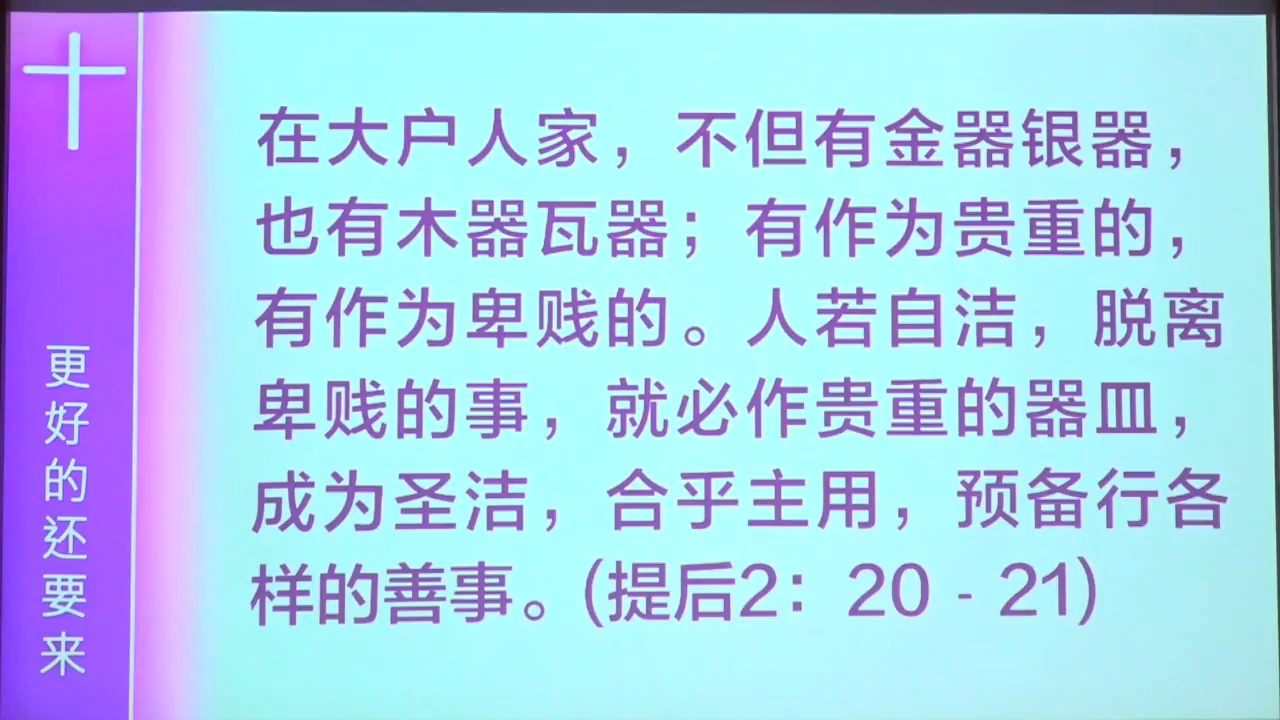 更好的还要来
在大户人家，不但有金器银器，
也有木器瓦器；有作为贵重的，
有作为卑贱的。人若自洁，脱离
卑贱的事，就必作贵重的器皿，
成为圣洁，合乎主用，预备行各
样的善事。(提后2：20 - 21)